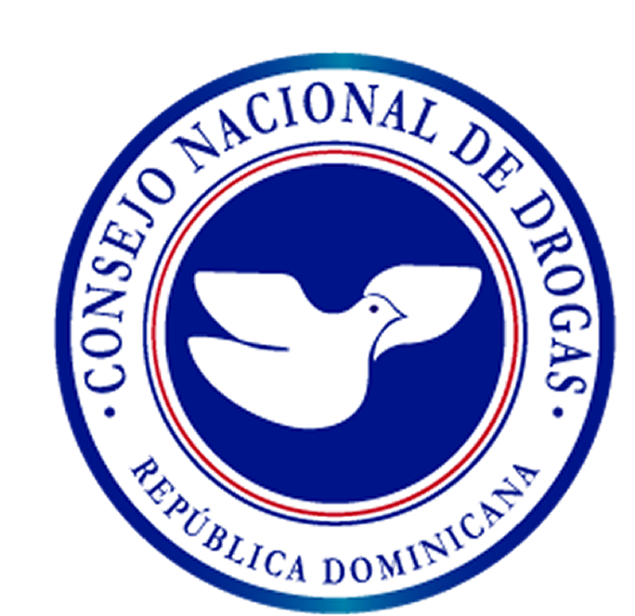 CONSEJO NACIONAL DE DROGAS
REPÚBLICA DOMINICANA